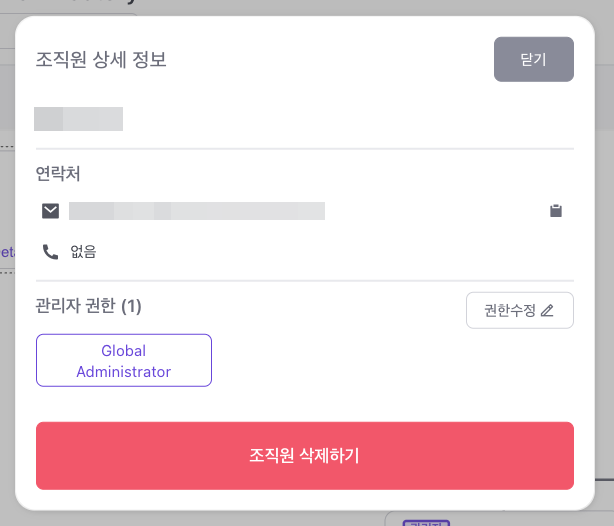 조직원 상세 정보
닫기
연락처
없음
관리자 권한 (1)
권한수정
Global
Administrator
조직원 삭제하기